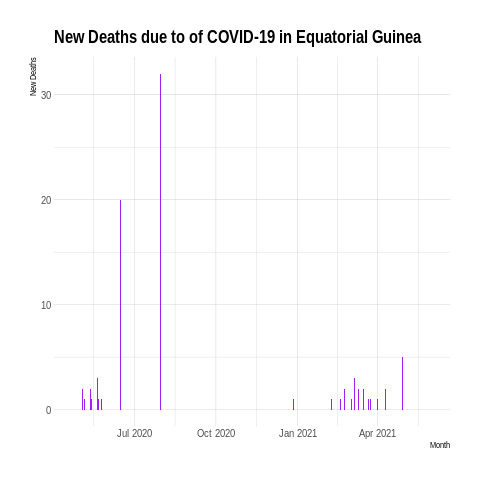 New Deaths due to of COVID-19 in Equatorial Guinea
New Deaths
30
20
10
0
Jul 2020 Oct 2020 Jan 2021 Apr 2021
Month